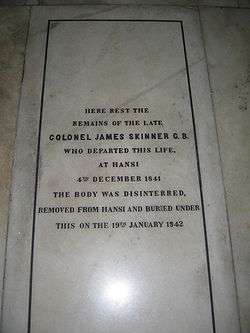 HERE REST THE
REMAINS OF THE LATE
COLONEL JAMES SKINNER C.B.
WHO DEPARTED THIS LIFE,
AT HANSI
4TH DECEMBER 1841
THE BODY WAS DISINTERRED,
REMOVED FROM HANSI AND BURIED UNDER
THIS ON THE 19TH JANUARY 1842